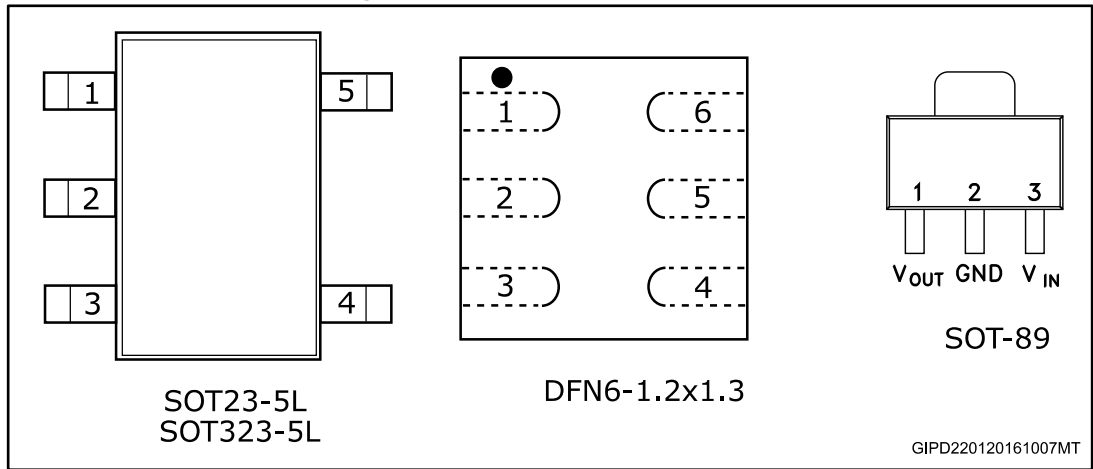 1
5
2
3
4
SOT23-5L
SOT323-5L
1
6
2
5
3
4
DFN6-1.2x1.3
1 2 3
VOUT GND VIN
SOT-89
GIPD220120161007MT